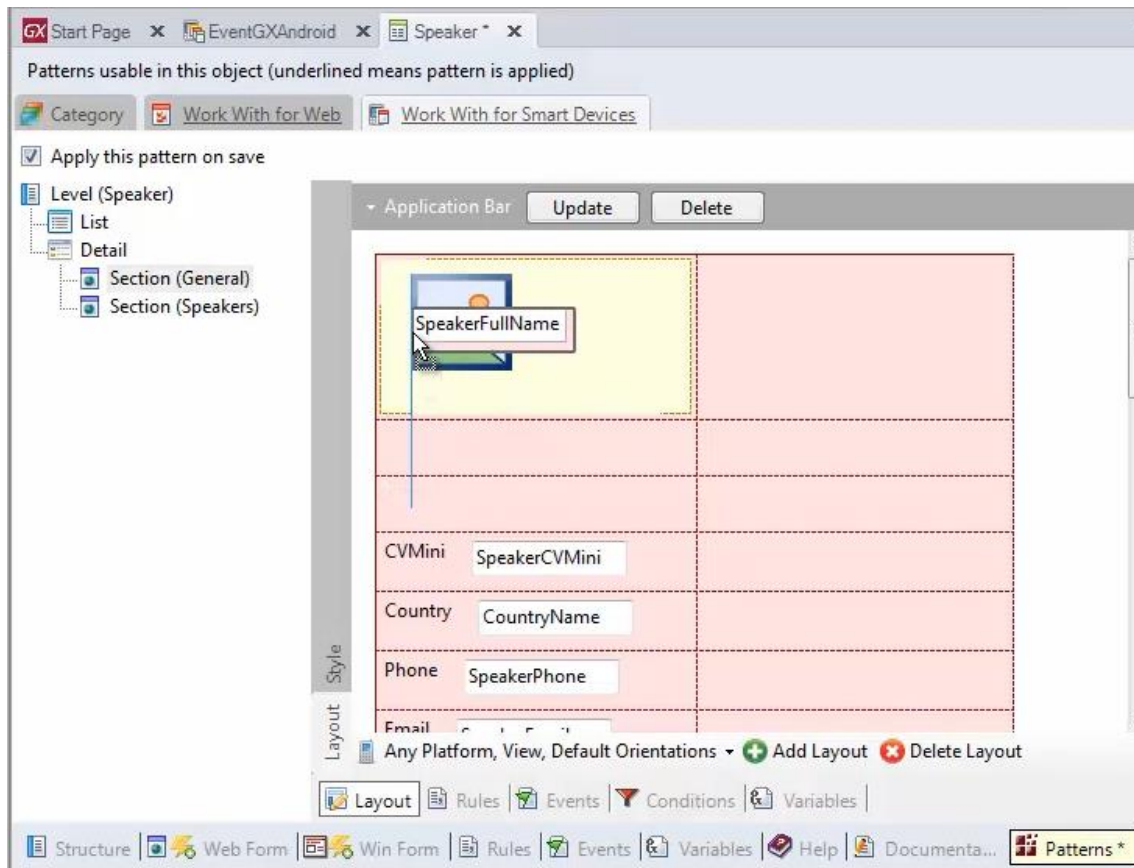 GX Start Page X EventGXAndroid X Speaker * X
Patterns usable in this object (underlined means pattern is applied)
Category Work With for Web Work With for Smart Devices
Apply this pattern on save
Level (Speaker)
List
Detail
Section (General)
Section (Speakers)
Application Bar Update Delete
SpeakerFullName
CVMini SpeakerCVMini
Country CountryName
Phone SpeakerPhone
Email
Style
Layout
Any Platform, View, Default Orientations Add Layout Delete Layout
Layout Rules Events Conditions Variables
Structure Web Form Win Form Rules Events Variables Help Documenta... Patterns *